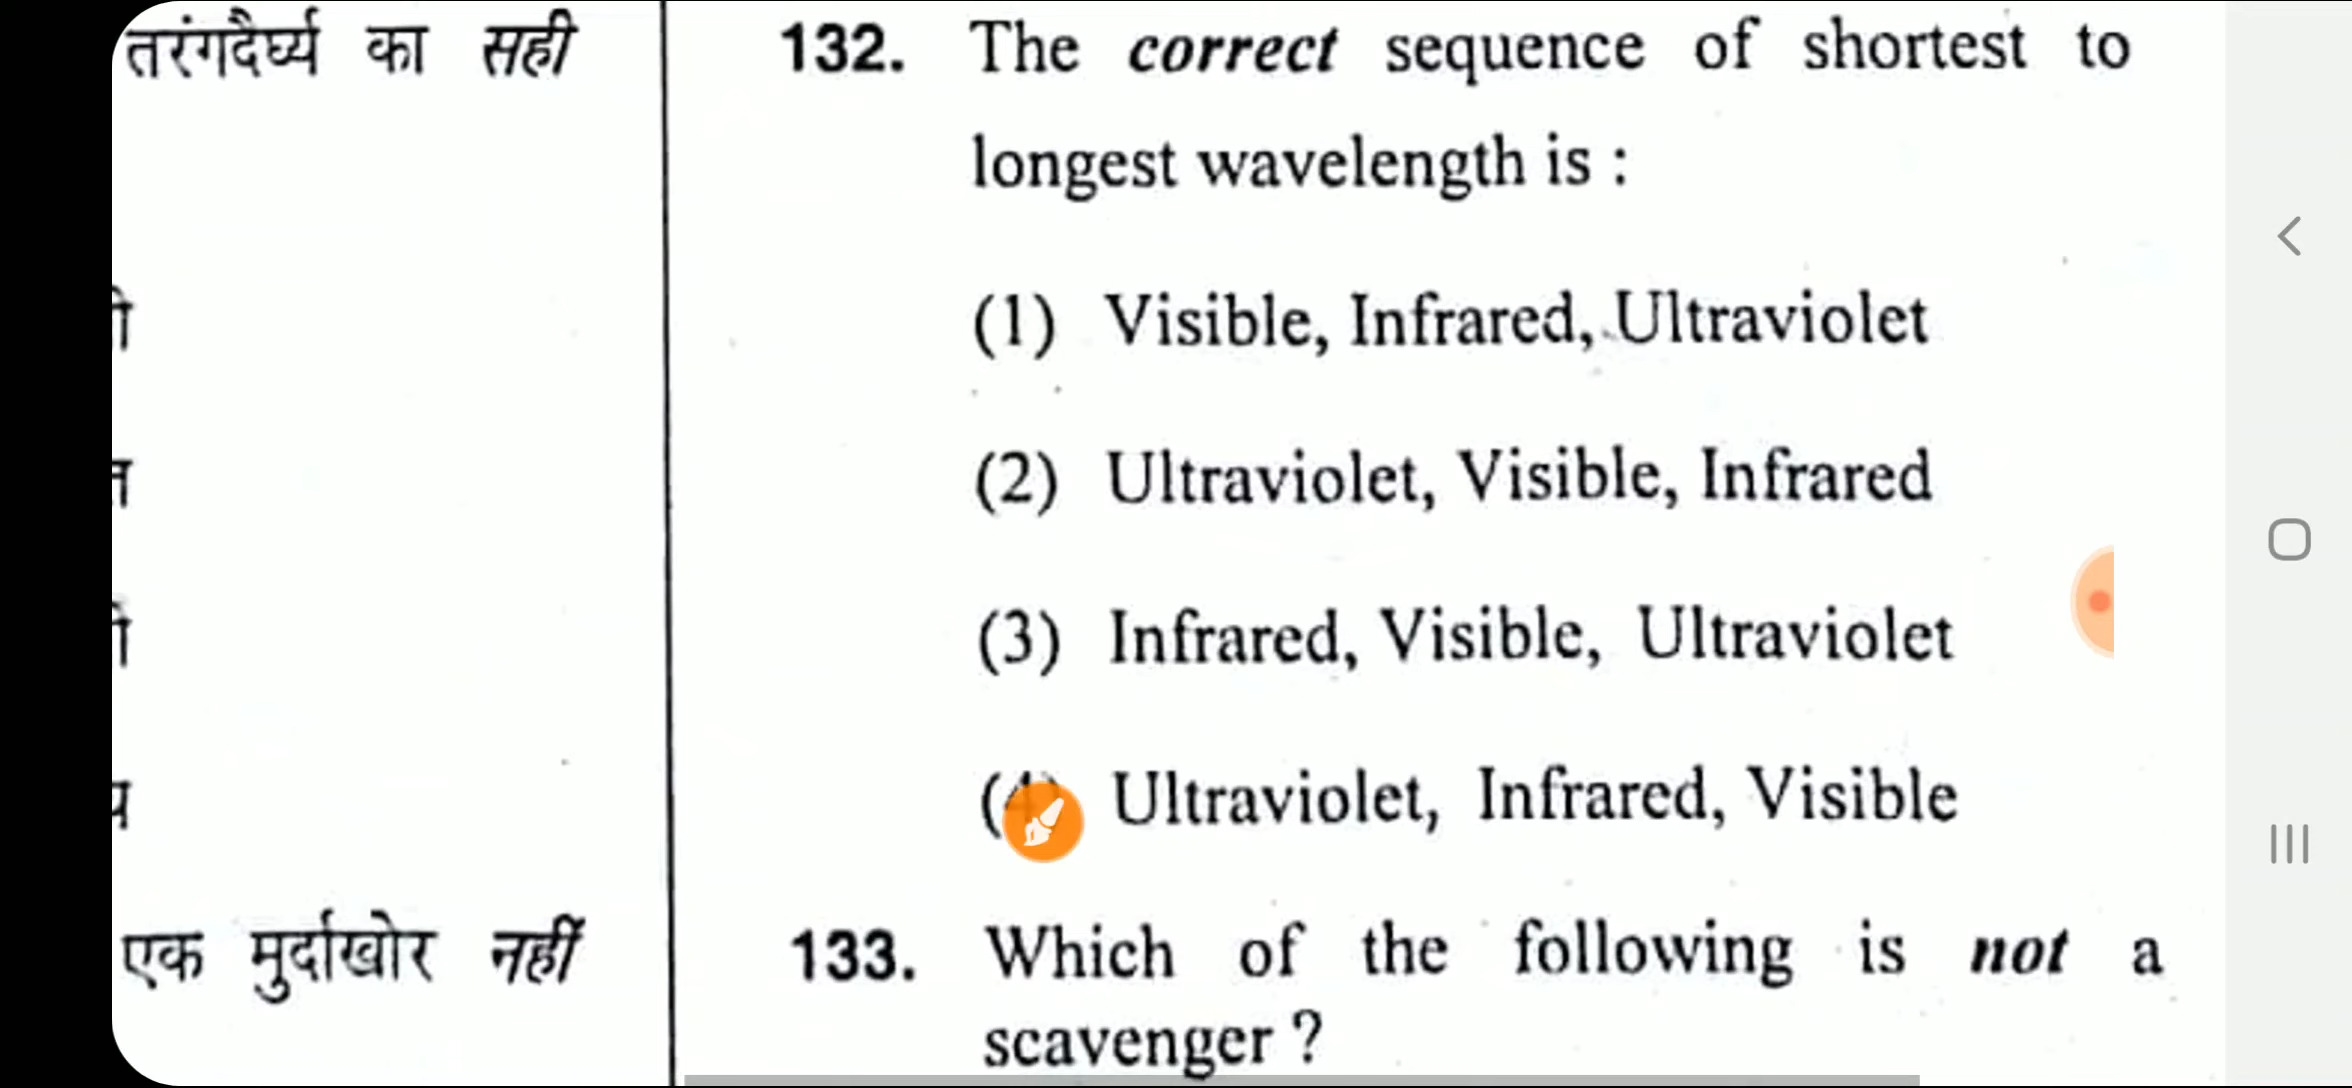 तरंगदैर्घ्य का सही
एक मुर्दाखोर नहीं
132. The correct sequence of shortest to
longest wavelength is :
(1) Visible, Infrared, Ultraviolet
(2) Ultraviolet, Visible, Infrared
(3) Infrared, Visible, Ultraviolet
(4) Ultraviolet, Infrared, Visible
133. Which of the following is not a
scavenger ?